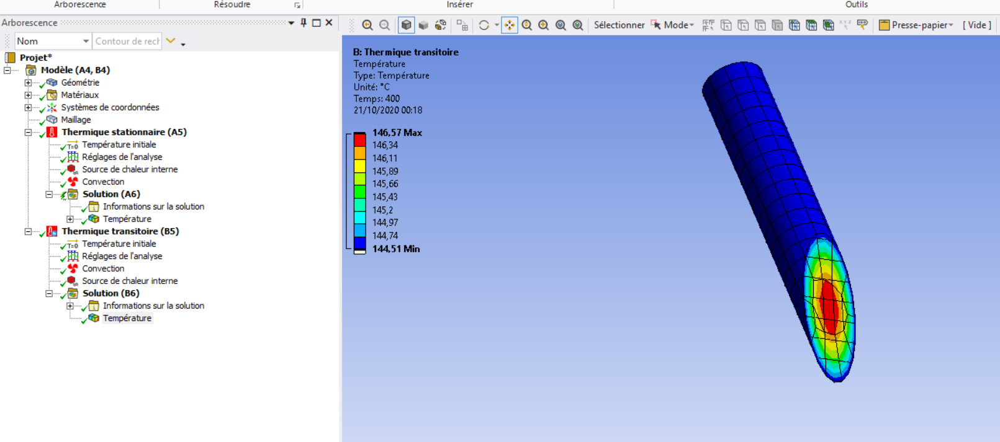 Arborescence
Résoudre
Insérer
Outils
Arborescence
Sélectionner
Mode
Presse-papier
[ Vide ]
Nom
Contour de rech
Projet*
Modèle (A4, B4)
Géométrie
Matériaux
Systèmes de coordonnées
Maillage
Thermique stationnaire (A5)
T=0 Température initiale
Réglages de l'analyse
Source de chaleur interne
Convection
Solution (A6)
Informations sur la solution
Température
Thermique transitoire (B5)
T=0 Température initiale
Réglages de l'analyse
Convection
Source de chaleur interne
Solution (B6)
Informations sur la solution
Température
B: Thermique transitoire
Température
Type: Température
Unité: °C
Temps: 400
21/10/2020 00:18
146,57 Max
146,34
146,11
145,89
145,66
145,43
145,2
144,97
144,74
144,51 Min